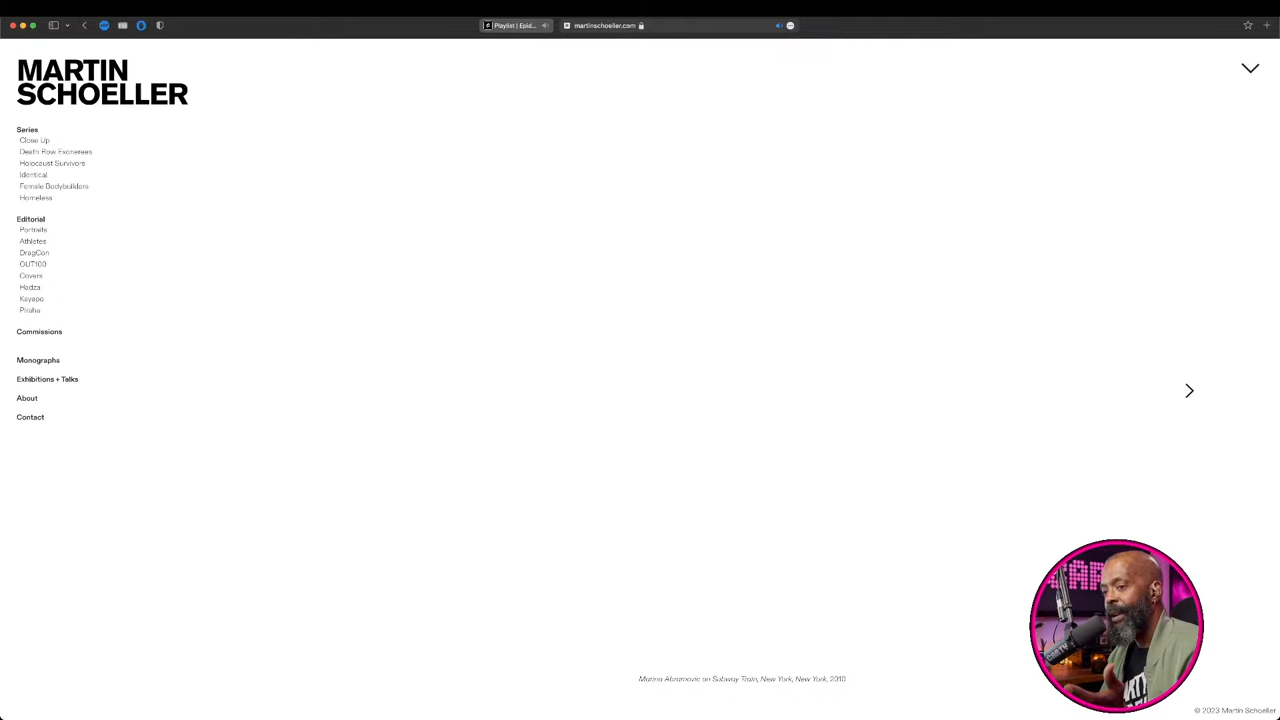 Playlist | Epid...
martinschoeller.com
MARTIN
SCHOELLER
Series
Close Up
Death Row Exonerees
Holocaust Survivors
Identical
Female Bodybuilders
Homeless
Editorial
Portraits
Athletes
DragCon
OUT100
Covers
Hadza
Kayapo
Piraha
Commissions
Monographs
Exhibitions + Talks
About
Contact
Marina Abramovic on Subway Train, New York, New York, 2010
© 2023 Martin Schoeller